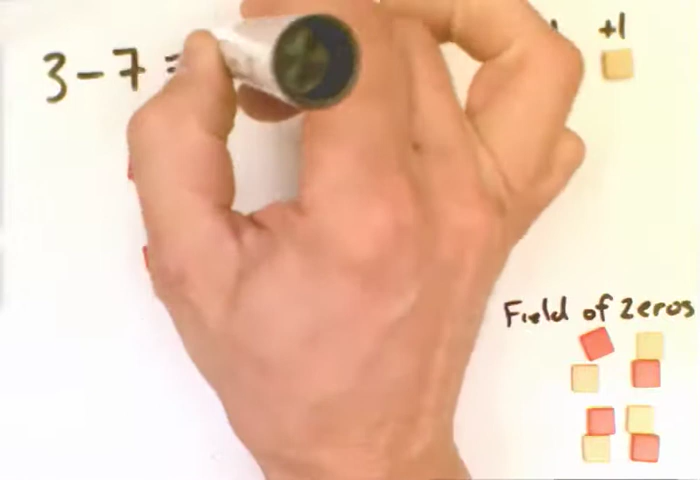 3 - 7 =
+1
Field of zeros